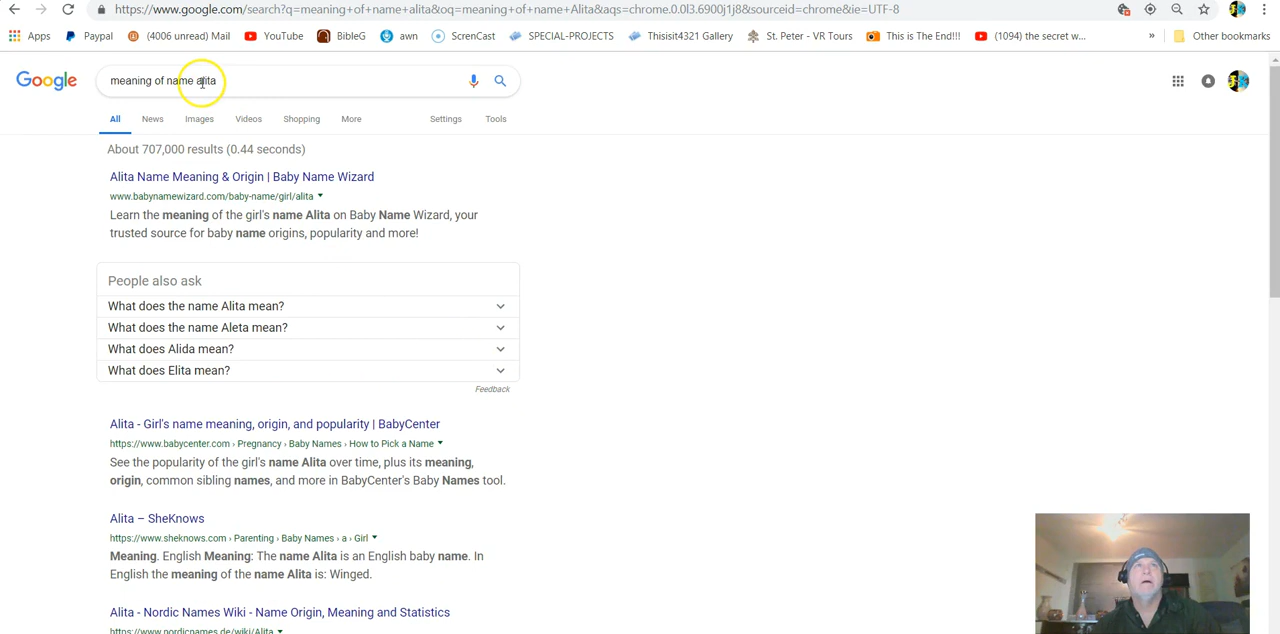 https://www.google.com/search?q=meaning+of+name+alita&oq=meaning+of+name+Alita&aqs=chrome.0.0l3.6900j1j8&sourceid=chrome&ie=UTF-8
Apps Paypal (4006 unread) Mail YouTube BibleG awn ScrenCast SPECIAL-PROJECTS Thisisit4321 Gallery St. Peter - VR Tours This is The End!!! (1094) the secret w... » Other bookmarks
Google meaning of name alita
All News Images Videos Shopping More Settings Tools
About 707,000 results (0.44 seconds)
Alita Name Meaning & Origin | Baby Name Wizard
www.babynamewizard.com/baby-name/girl/alita
Learn the meaning of the girl's name Alita on Baby Name Wizard, your
trusted source for baby name origins, popularity and more!
People also ask
What does the name Alita mean?
What does the name Aleta mean?
What does Alida mean?
What does Elita mean?
Feedback
Alita - Girl's name meaning, origin, and popularity | BabyCenter
https://www.babycenter.com › Pregnancy › Baby Names › How to Pick a Name
See the popularity of the girl's name Alita over time, plus its meaning,
origin, common sibling names, and more in BabyCenter's Baby Names tool.
Alita – SheKnows
https://www.sheknows.com › Parenting › Baby Names › a › Girl
Meaning. English Meaning: The name Alita is an English baby name. In
English the meaning of the name Alita is: Winged.
Alita - Nordic Names Wiki - Name Origin, Meaning and Statistics
https://www.nordicnames.de/wiki/Alita